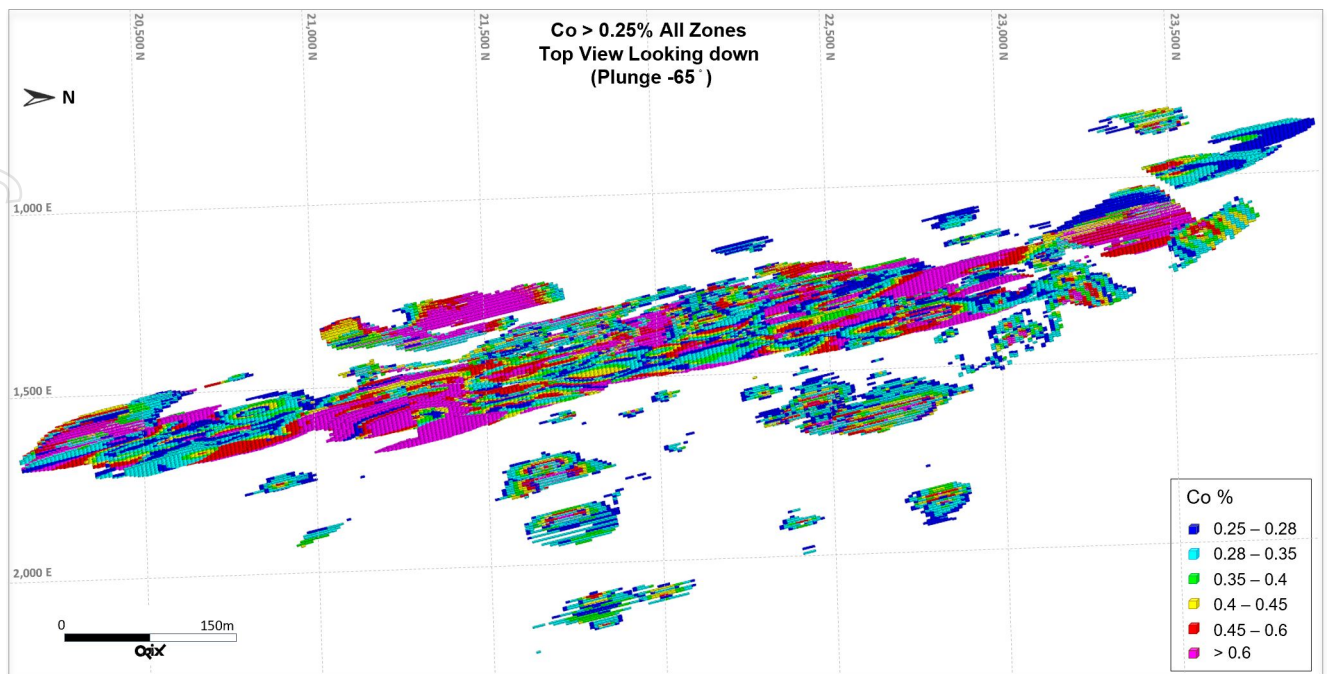 20,500 N
21,000 N
21,500 N
22,500 N
23,000 N
23,500 N
Co > 0.25% All Zones
Top View Looking down
(Plunge -65°)
N
1,000 E
1,500 E
2,000 E
0 150m
Orix
Co %
0.25 – 0.28
0.28 – 0.35
0.35 – 0.4
0.4 – 0.45
0.45 – 0.6
> 0.6